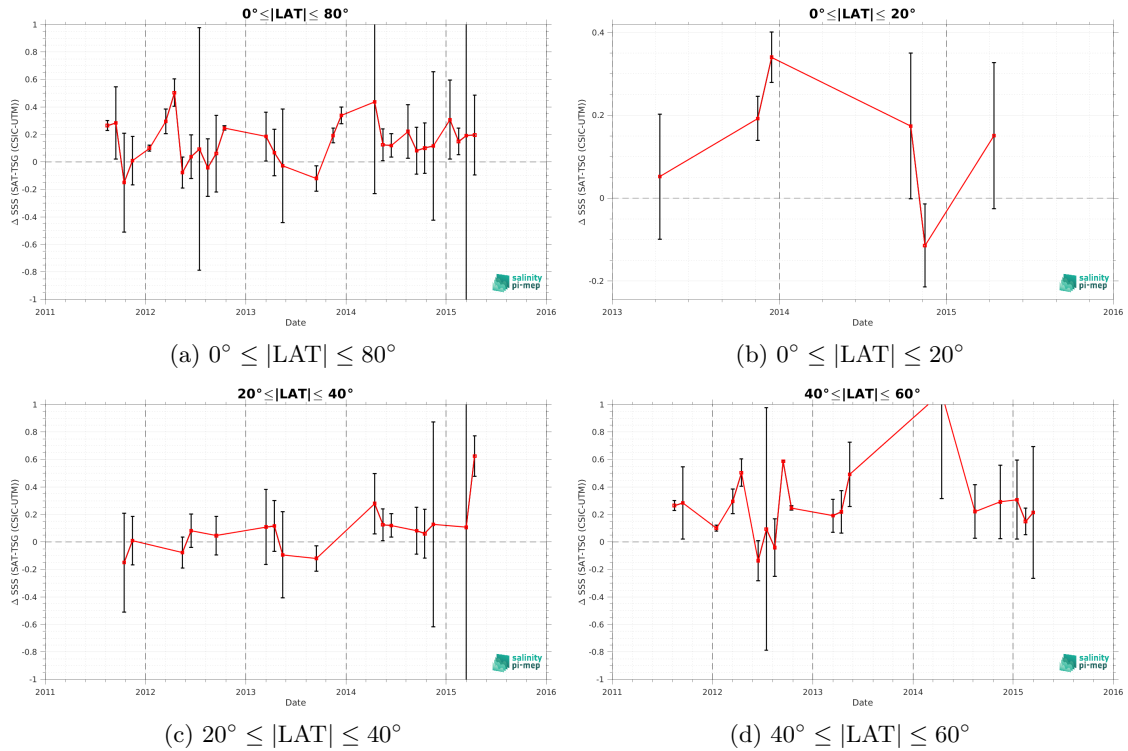 0°≤|LAT|≤ 80°
Δ SSS (SAT-TSG (CSIC-UTM))
1
0.8
0.6
0.4
0.2
0
-0.2
-0.4
-0.6
-0.8
-1
2011 2012 2013 2014 2015 2016
Date
salinity
pi-mep
(a) 0° ≤ |LAT| ≤ 80°
0°≤|LAT|≤ 20°
Δ SSS (SAT-TSG (CSIC-UTM))
0.4
0.2
0
-0.2
2013 2014 2015 2016
Date
salinity
pi-mep
(b) 0° ≤ |LAT| ≤ 20°
20°≤|LAT|≤ 40°
Δ SSS (SAT-TSG (CSIC-UTM))
1
0.8
0.6
0.4
0.2
0
-0.2
-0.4
-0.6
-0.8
-1
2011 2012 2013 2014 2015 2016
Date
salinity
pi-mep
(c) 20° ≤ |LAT| ≤ 40°
40°≤|LAT|≤ 60°
Δ SSS (SAT-TSG (CSIC-UTM))
1
0.8
0.6
0.4
0.2
0
-0.2
-0.4
-0.6
-0.8
-1
2011 2012 2013 2014 2015 2016
Date
salinity
pi-mep
(d) 40° ≤ |LAT| ≤ 60°